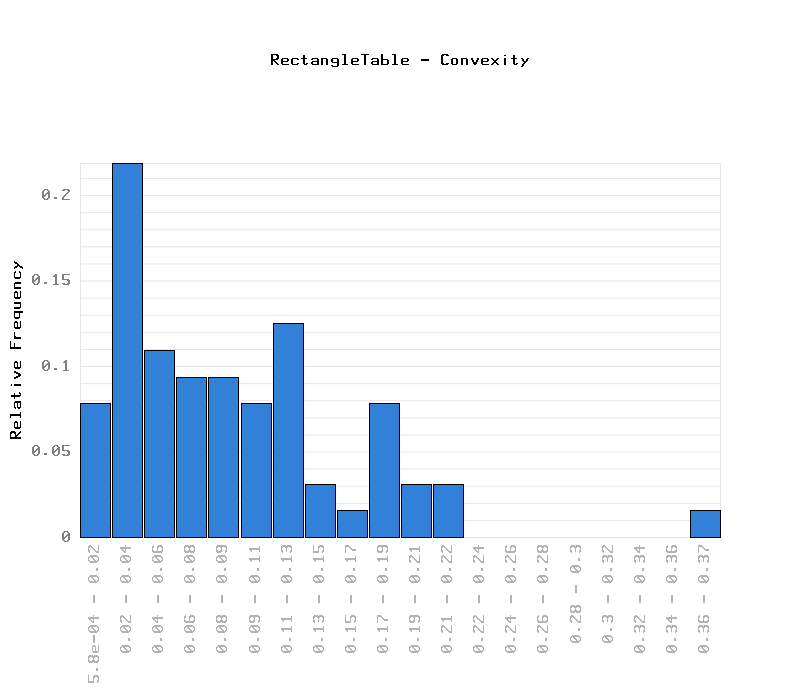 RectangleTable - Convexity
Relative Frequency
0.2
0.15
0.1
0.05
0
5.8e-04 - 0.02
0.02 - 0.04
0.04 - 0.06
0.06 - 0.08
0.08 - 0.09
0.09 - 0.11
0.11 - 0.13
0.13 - 0.15
0.15 - 0.17
0.17 - 0.19
0.19 - 0.21
0.21 - 0.22
0.22 - 0.24
0.24 - 0.26
0.26 - 0.28
0.28 - 0.3
0.3 - 0.32
0.32 - 0.34
0.34 - 0.36
0.36 - 0.37